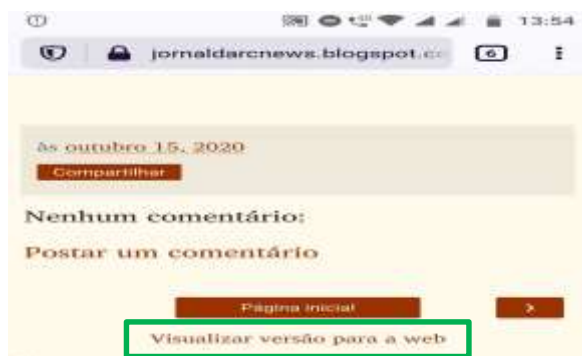 13:54
jornaldarcnews.blogspot.co
6
às outubro 15, 2020
Compartilhar
Nenhum comentário:
Postar um comentário
Página inicial
Visualizar versão para a web